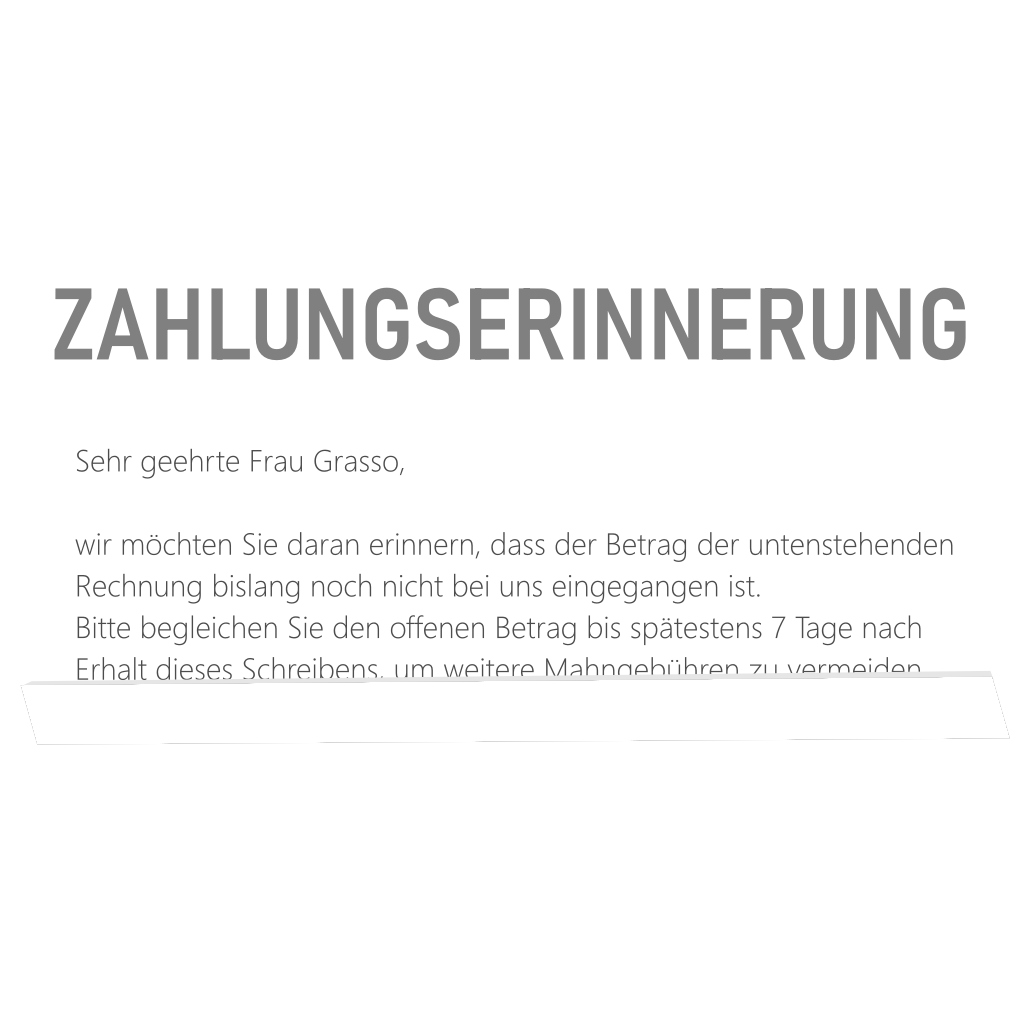 ZAHLUNGSERINNERUNG
Sehr geehrte Frau Grasso,
wir möchten Sie daran erinnern, dass der Betrag der untenstehenden
Rechnung bislang noch nicht bei uns eingegangen ist.
Bitte begleichen Sie den offenen Betrag bis spätestens 7 Tage nach
Erhalt dieses Schreibens, um weitere Mahngebühren zu vermeiden